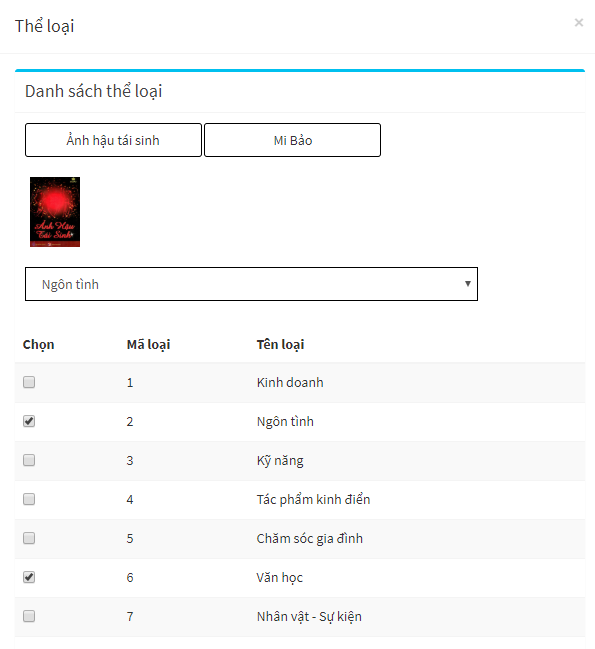 Thể loại
×
Danh sách thể loại
Ảnh hậu tái sinh Mi Bảo
Ảnh Hậu
Tái Sinh
Ngôn tình
Chọn Mã loại Tên loại
1 Kinh doanh
2 Ngôn tình
3 Kỹ năng
4 Tác phẩm kinh điển
5 Chăm sóc gia đình
6 Văn học
7 Nhân vật - Sự kiện